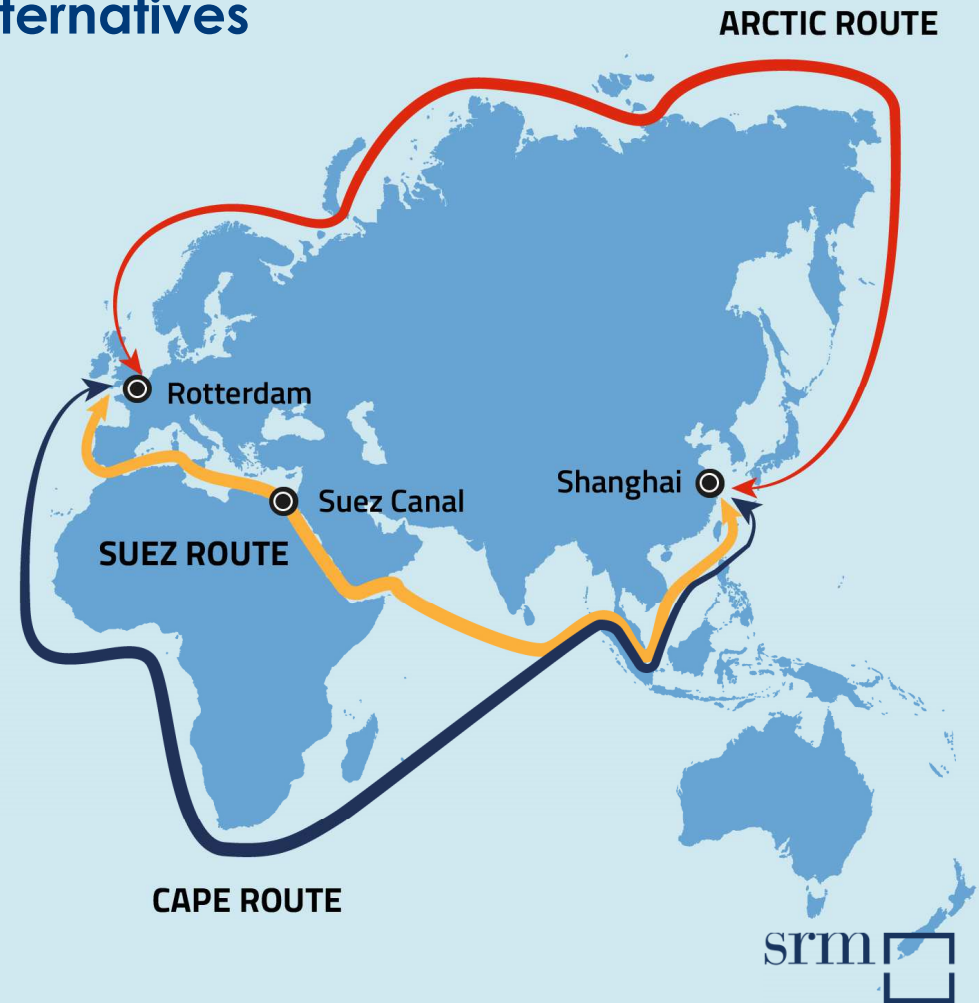 ternatives
ARCTIC ROUTE
Rotterdam
Shanghai
Suez Canal
SUEZ ROUTE
CAPE ROUTE
srm